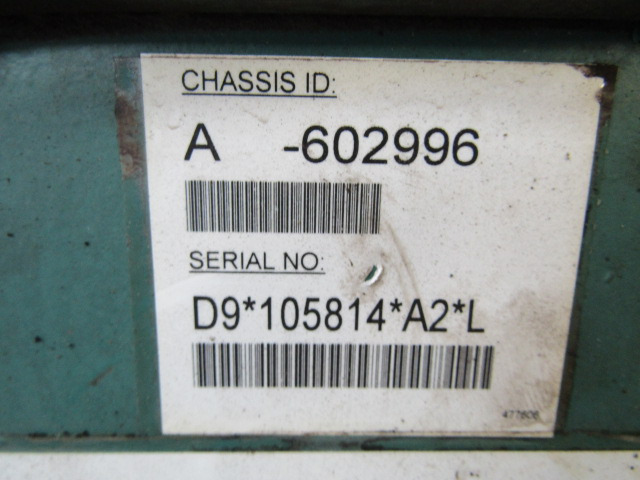 CHASSIS ID:
A -602996
SERIAL NO:
D9*105814*A2*L